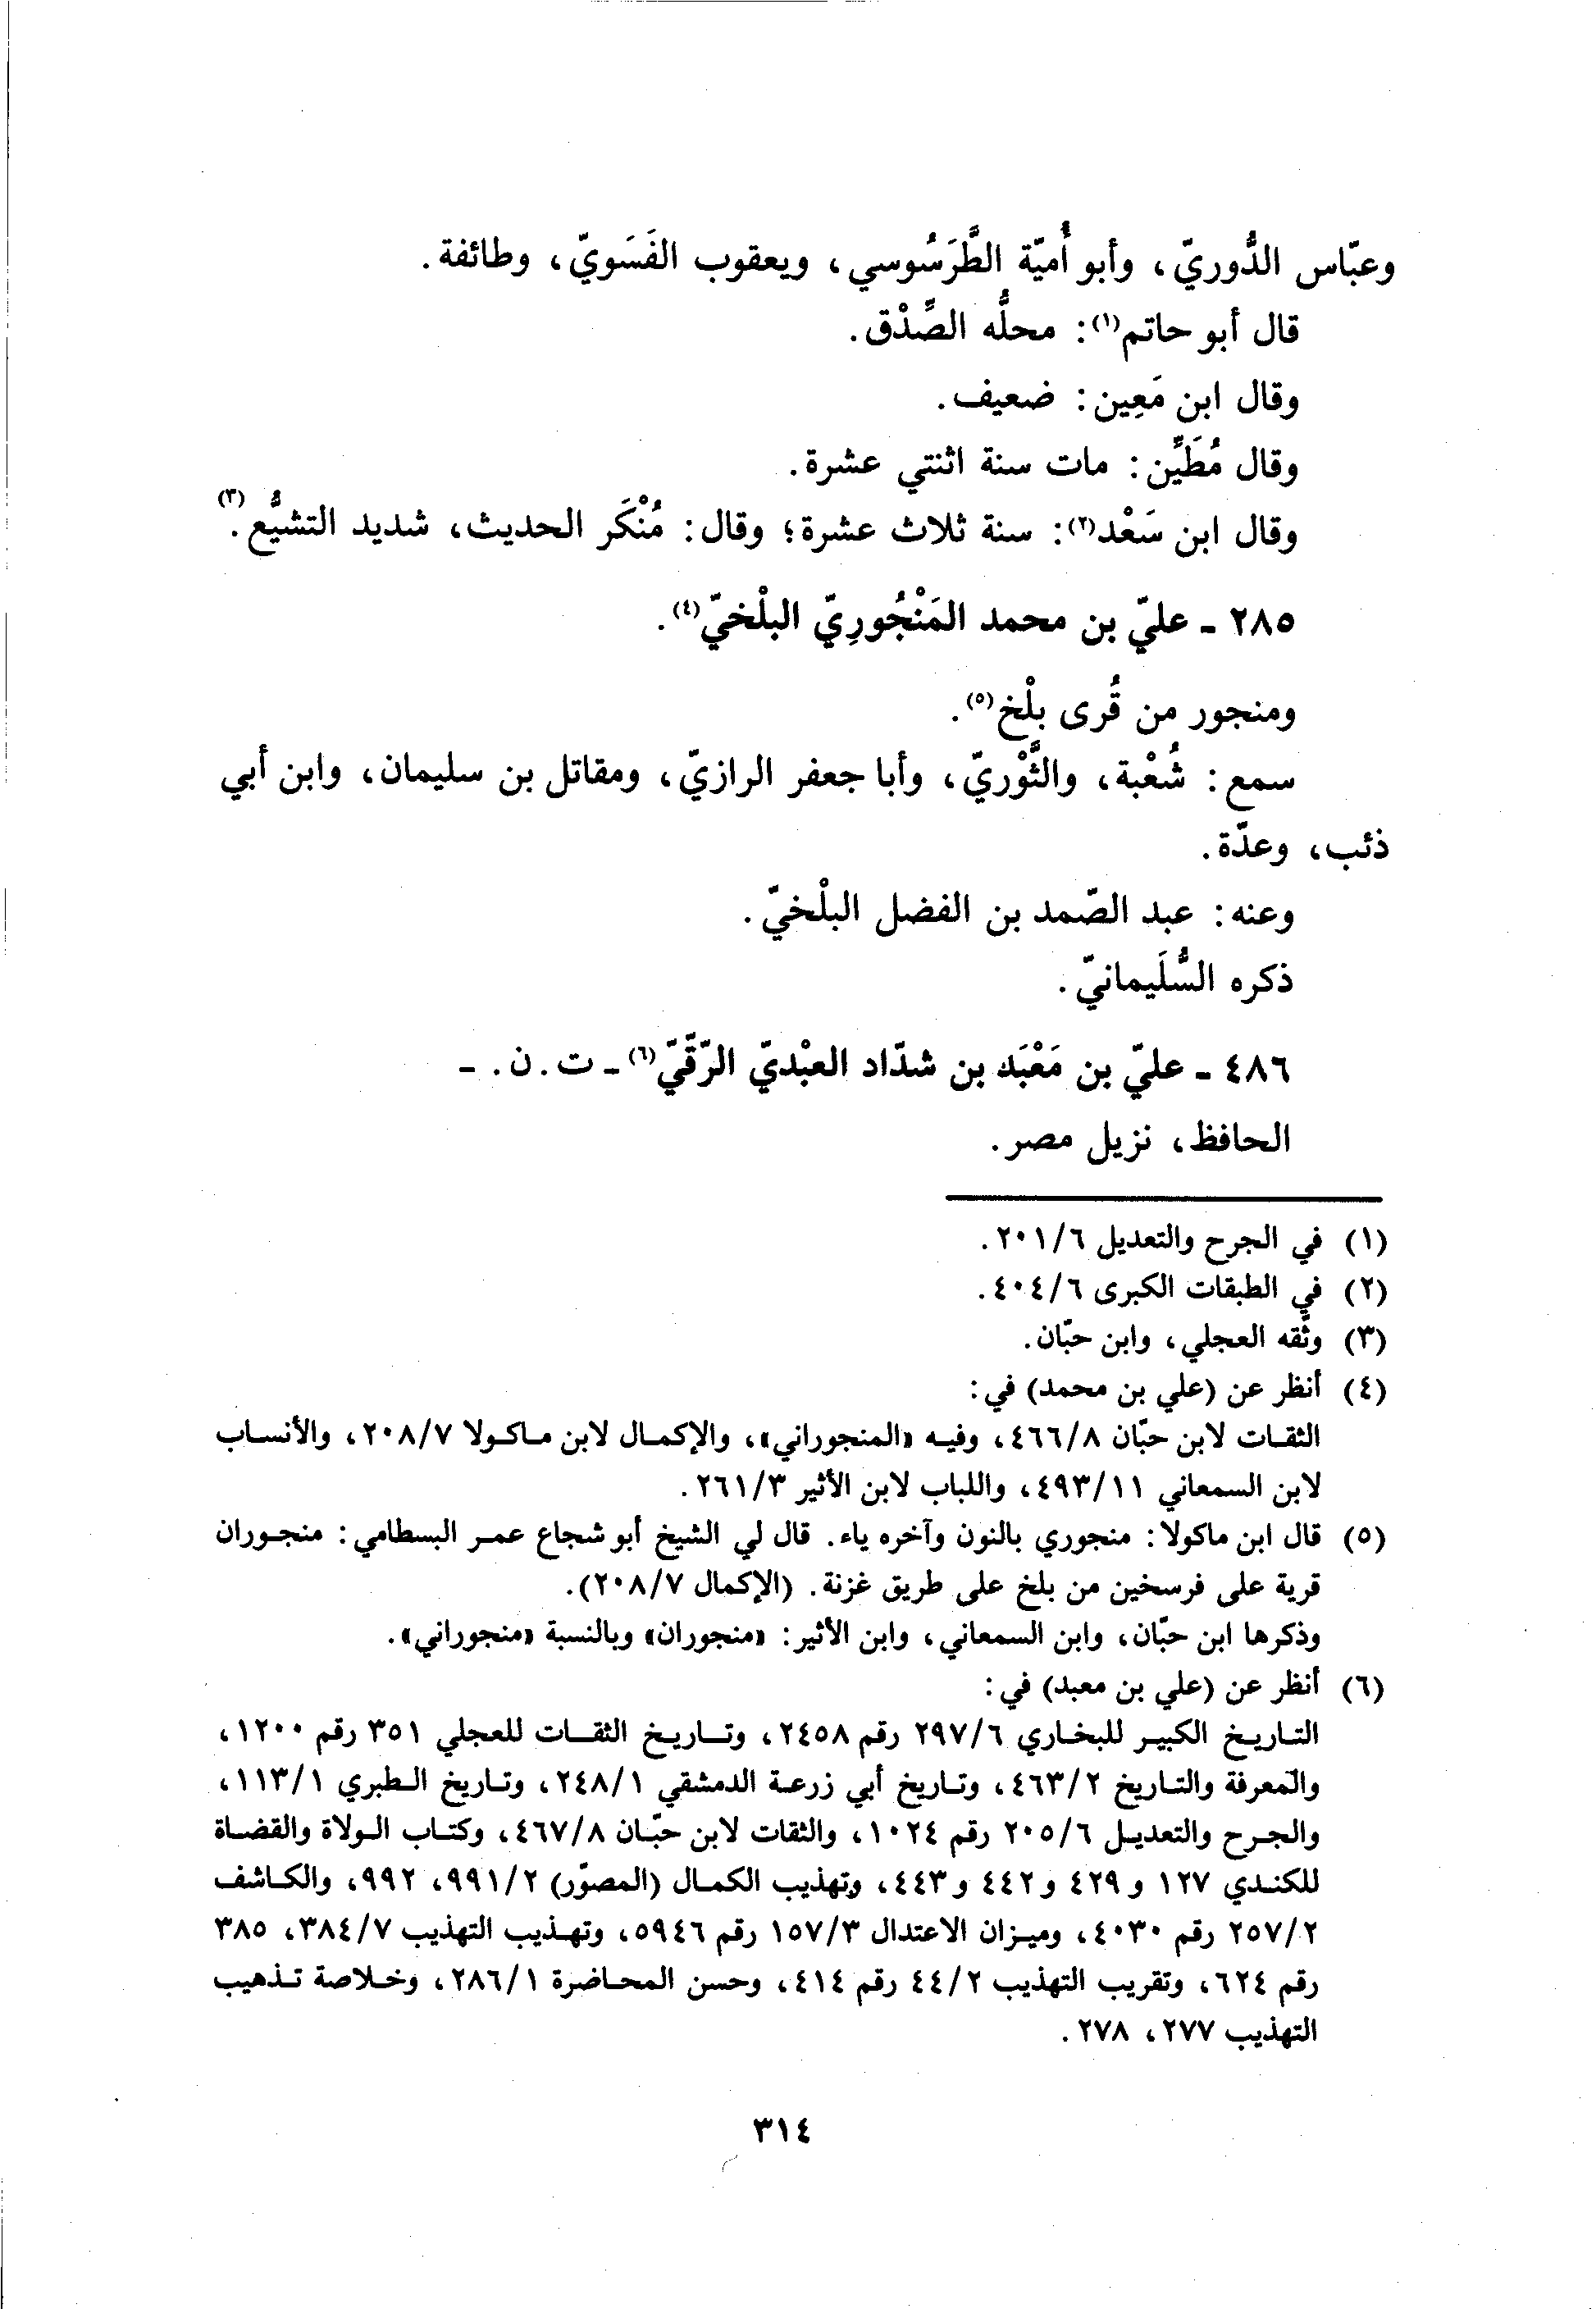 وعبّاس الدُّوريّ، وأبو أُميّة الطَّرَسُوسي، ويعقوب الفَسَويّ، وطائفة.
قال أبو حاتم(١): محلُّه الصِّدْق.
وقال ابن مَعِين: ضعيف.
وقال مُطَيِّن: مات سنة اثنتي عشرة.
وقال ابن سَعْد(٢): سنة ثلاث عشرة؛ وقال: مُنْكَر الحديث، شديد التشيُّع(٣).
٢٨٥ - عليّ بن محمد المَنْجُورِيّ البلْخيّ(٤).
ومنجور من قُرى بلْخ(٥).
سمع: شُعْبة، والثَّوْريّ، وأبا جعفر الرازيّ، ومقاتل بن سليمان، وابن أبي
ذئب، وعدّة.
وعنه: عبد الصّمد بن الفضل البلْخيّ.
ذكره السُّلَيمانيّ.
٤٨٦ - عليّ بن مَعْبَد بن شدّاد العبْديّ الرّقّيّ(٦) - ت. ن. -
الحافظ، نزيل مصر.
(١) في الجرح والتعديل ٢٠١/٦.
(٢) في الطبقات الكبرى ٤٠٤/٦.
(٣) وثّقه العجلي، وابن حبّان.
(٤) أنظر عن (علي بن محمد) في:
الثقات لابن حبّان ٤٦٦/٨، وفيه «المنجوراني»، والإكمال لابن ماكولا ٢٠٨/٧، والأنساب
لابن السمعاني ٤٩٣/١١، واللباب لابن الأثير ٢٦١/٣.
(٥) قال ابن ماكولا: منجوري بالنون وآخره ياء. قال لي الشيخ أبو شجاع عمر البسطامي: منجوران
قرية على فرسخين من بلخ على طريق غزنة. (الإكمال ٢٠٨/٧).
وذكرها ابن حبّان، وابن السمعاني، وابن الأثير: «منجوران» وبالنسبة «منجوراني».
(٦) أنظر عن (علي بن معبد) في:
التاريخ الكبير للبخاري ٢٩٧/٦ رقم ٢٤٥٨، وتاريخ الثقات للعجلي ٣٥١ رقم ١٢٠٠،
والمعرفة والتاريخ ٤٦٣/٢، وتاريخ أبي زرعة الدمشقي ٢٤٨/١، وتاريخ الطبري ١١٣/١،
والجرح والتعديل ٢٠٥/٦ رقم ١٠٢٤، والثقات لابن حبّان ٤٦٧/٨، وكتاب الولاة والقضاة
للكندي ١٢٧ و ٤٢٩ و ٤٤٢ و ٤٤٣، وتهذيب الكمال (المصوّر) ٩٩١/٢، ٩٩٢، والكاشف
٢٥٧/٢ رقم ٤٠٣٠، وميزان الاعتدال ١٥٧/٣ رقم ٥٩٤٦، وتهذيب التهذيب ٣٨٤/٧، ٣٨٥
رقم ٦٢٤، وتقريب التهذيب ٤٤/٢ رقم ٤١٤، وحسن المحاضرة ٢٨٦/١، وخلاصة تذهيب
التهذيب ٢٧٧، ٢٧٨.
٣١٤